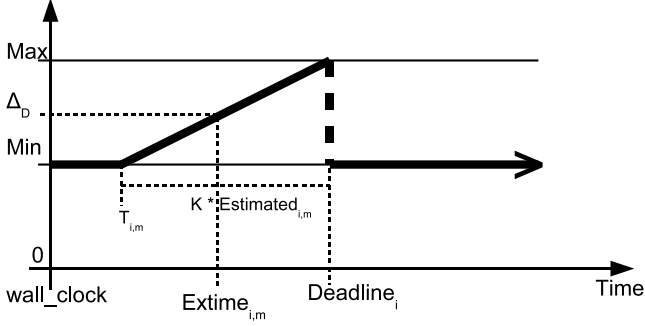 Max
Δ_D
Min
K * Estimated_i,m
T_i,m
0
wall_clock
Extime_i,m
Deadline_i
Time